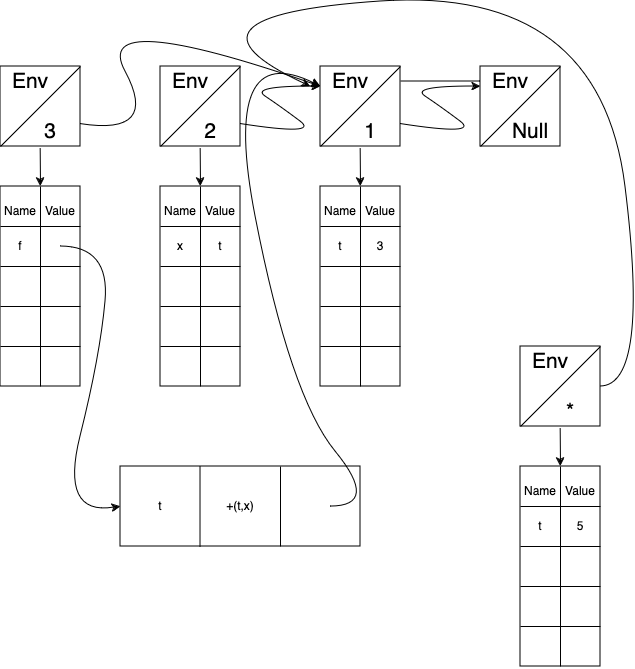 Env
3
Env
2
Env
1
Env
Null
Name Value
f
Name Value
x t
Name Value
t 3
Env
*
t +(t,x)
Name Value
t 5